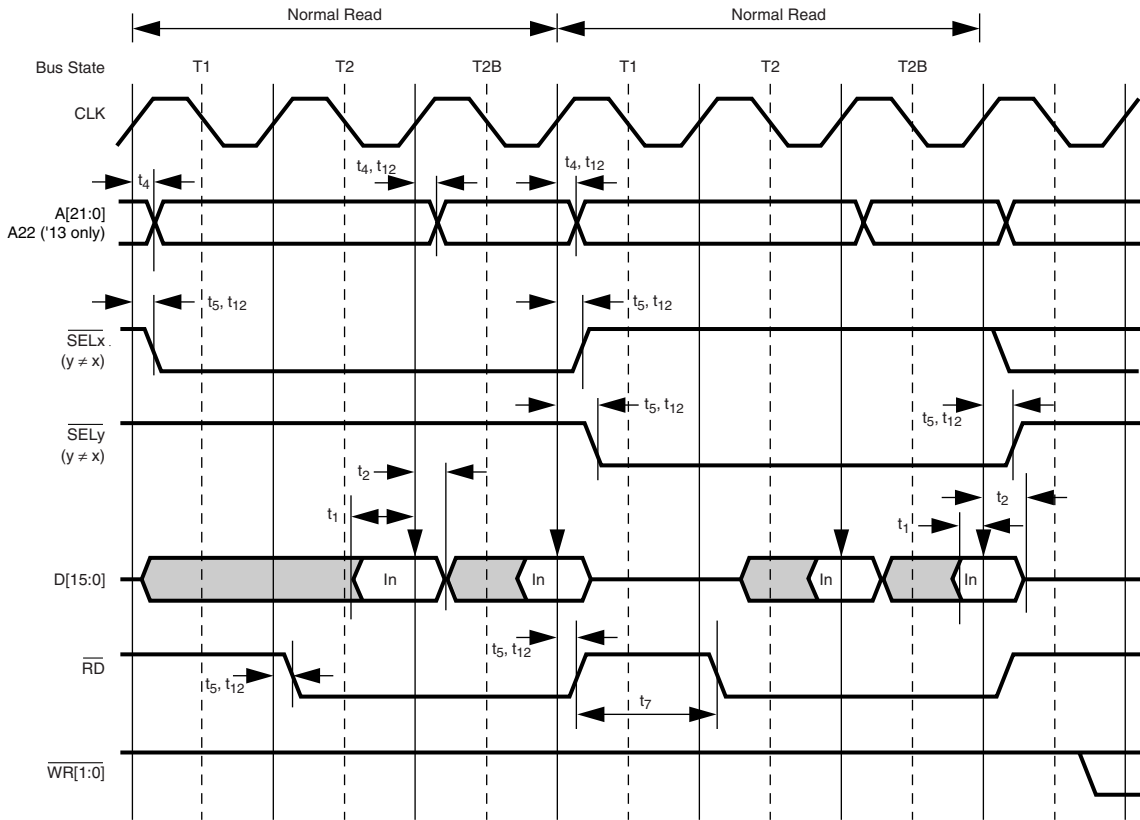 Normal Read Normal Read
Bus State T1 T2 T2B T1 T2 T2B
CLK
t4 t4, t12 t4, t12
A[21:0]
A22 ('13 only)
t5, t12 t5, t12
SELx
(y ≠ x)
t5, t12 t5, t12
SELy
(y ≠ x)
t2 t2
t1 t1
D[15:0] In In In In
t5, t12
RD
t5, t12
t7
WR[1:0]